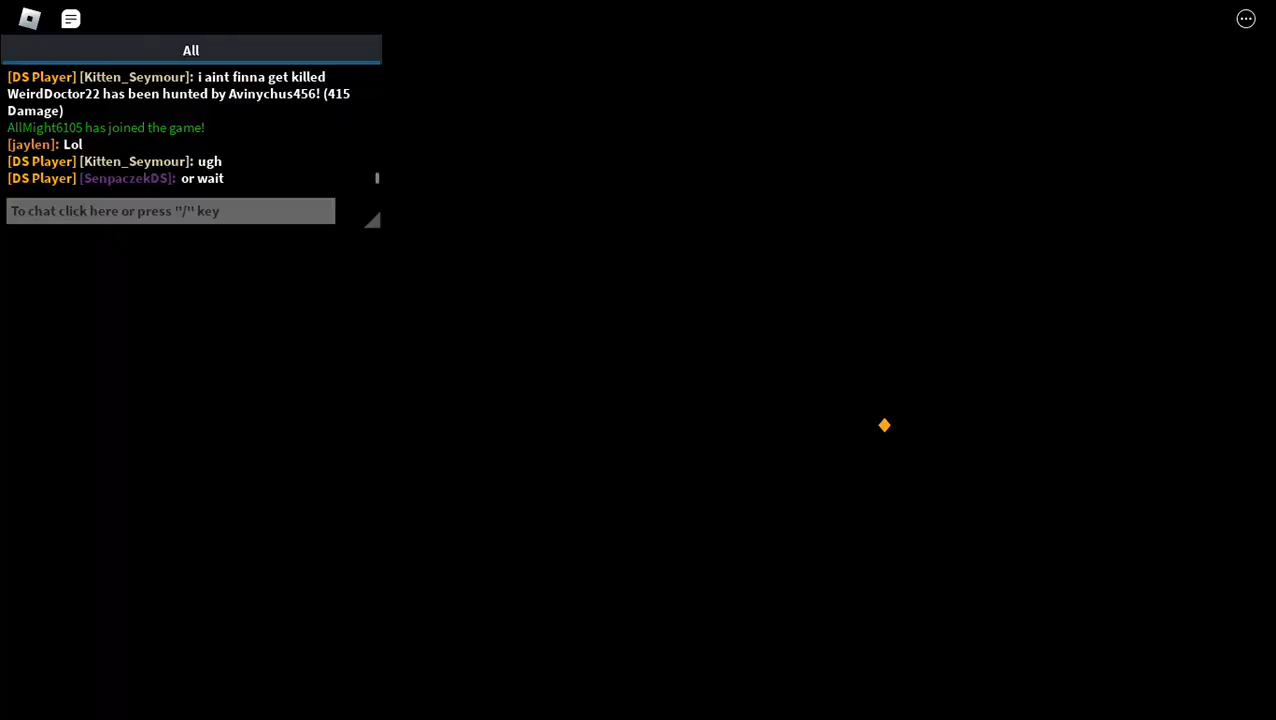 All
[DS Player] [Kitten_Seymour]: i aint finna get killed
WeirdDoctor22 has been hunted by Avinychus456! (415
Damage)
AllMight6105 has joined the game!
[jaylen]: Lol
[DS Player] [Kitten_Seymour]: ugh
[DS Player] [SenpaczekDS]: or wait
To chat click here or press "/" key